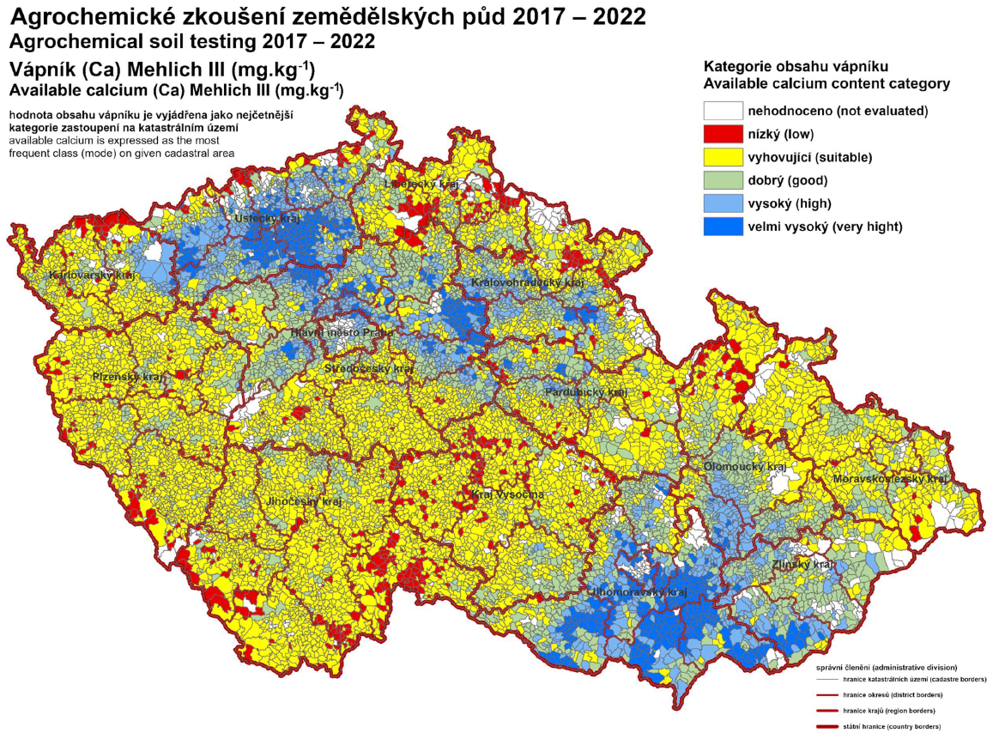 Agrochemické zkoušení zemědělských půd 2017 – 2022
Agrochemical soil testing 2017 – 2022
Vápník (Ca) Mehlich III (mg.kg-1)
Available calcium (Ca) Mehlich III (mg.kg-1)
hodnota obsahu vápníku je vyjádřena jako nejčetnější
kategorie zastoupení na katastrálním území
available calcium is expressed as the most
frequent class (mode) on given cadastral area
Kategorie obsahu vápníku
Available calcium content category
nehodnoceno (not evaluated)
nízký (low)
vyhovující (suitable)
dobrý (good)
vysoký (high)
velmi vysoký (very hight)
Liberecký kraj
Ústecký kraj
Karlovarský kraj
Královohradecký kraj
Hlavní město Praha
Středočeský kraj
Plzeňský kraj
Pardubický kraj
Olomoucký kraj
Moravskoslezský kraj
Kraj Vysočina
Jihočeský kraj
Zlínský kraj
Jihomoravský kraj
správní členění (administrative division)
hranice katastrálních území (cadastre borders)
hranice okresů (district borders)
hranice krajů (region borders)
státní hranice (country borders)